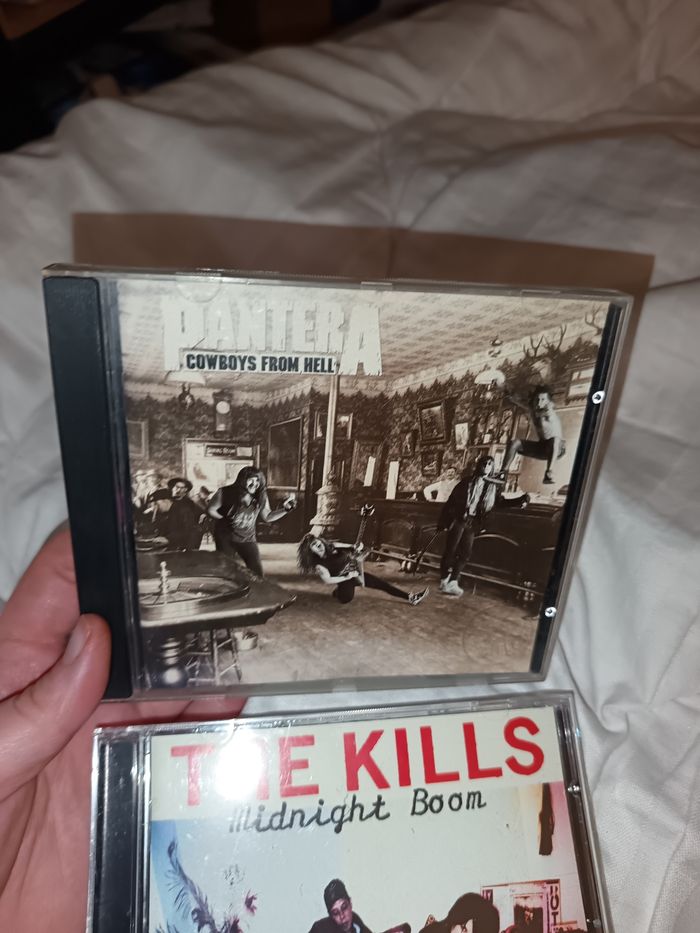 PANTERA
COWBOYS FROM HELL
THE KILLS
Midnight Boom